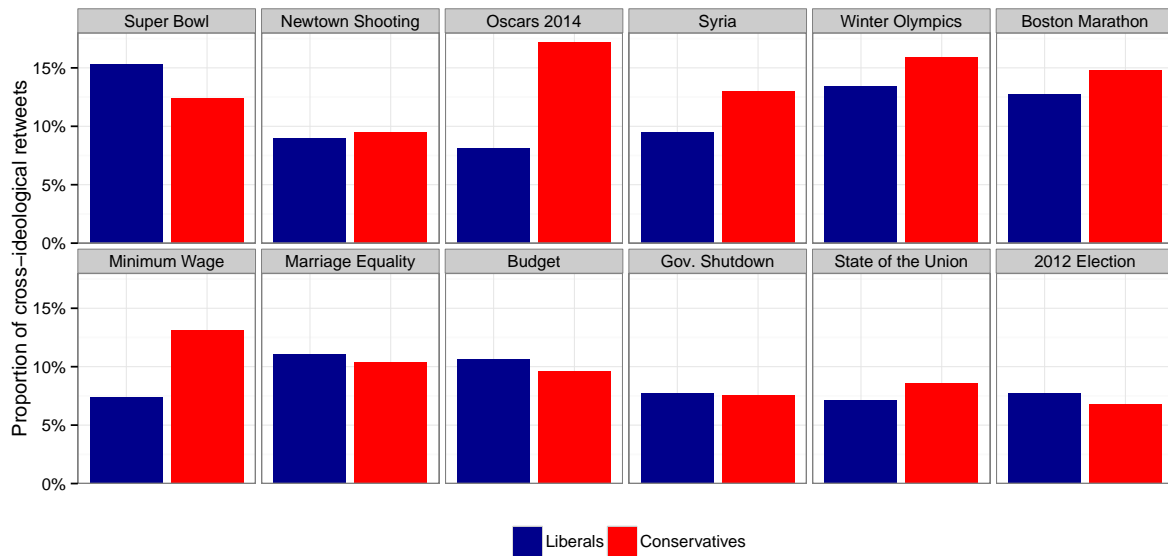 Super Bowl
Newtown Shooting
Oscars 2014
Syria
Winter Olympics
Boston Marathon
15%
10%
5%
0%
Minimum Wage
Marriage Equality
Budget
Gov. Shutdown
State of the Union
2012 Election
15%
10%
5%
0%
Proportion of cross−ideological retweets
Liberals
Conservatives